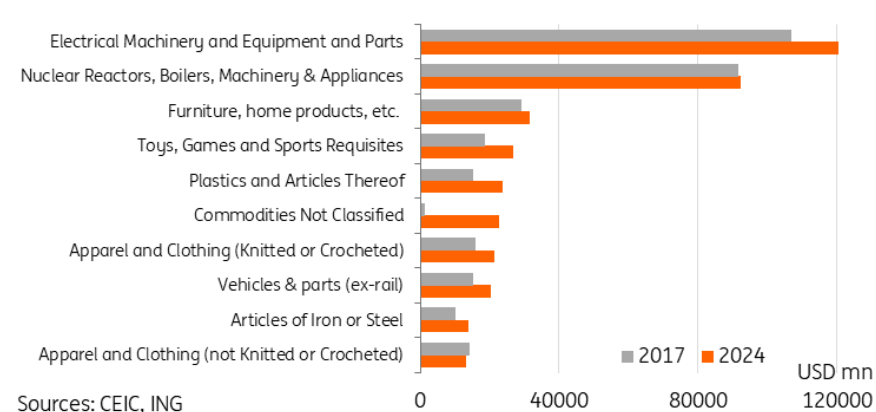 Electrical Machinery and Equipment and Parts
Nuclear Reactors, Boilers, Machinery & Appliances
Furniture, home products, etc.
Toys, Games and Sports Requisites
Plastics and Articles Thereof
Commodities Not Classified
Apparel and Clothing (Knitted or Crocheted)
Vehicles & parts (ex-rail)
Articles of Iron or Steel
Apparel and Clothing (not Knitted or Crocheted)
2017 2024
USD mn
0 40000 80000 120000
Sources: CEIC, ING